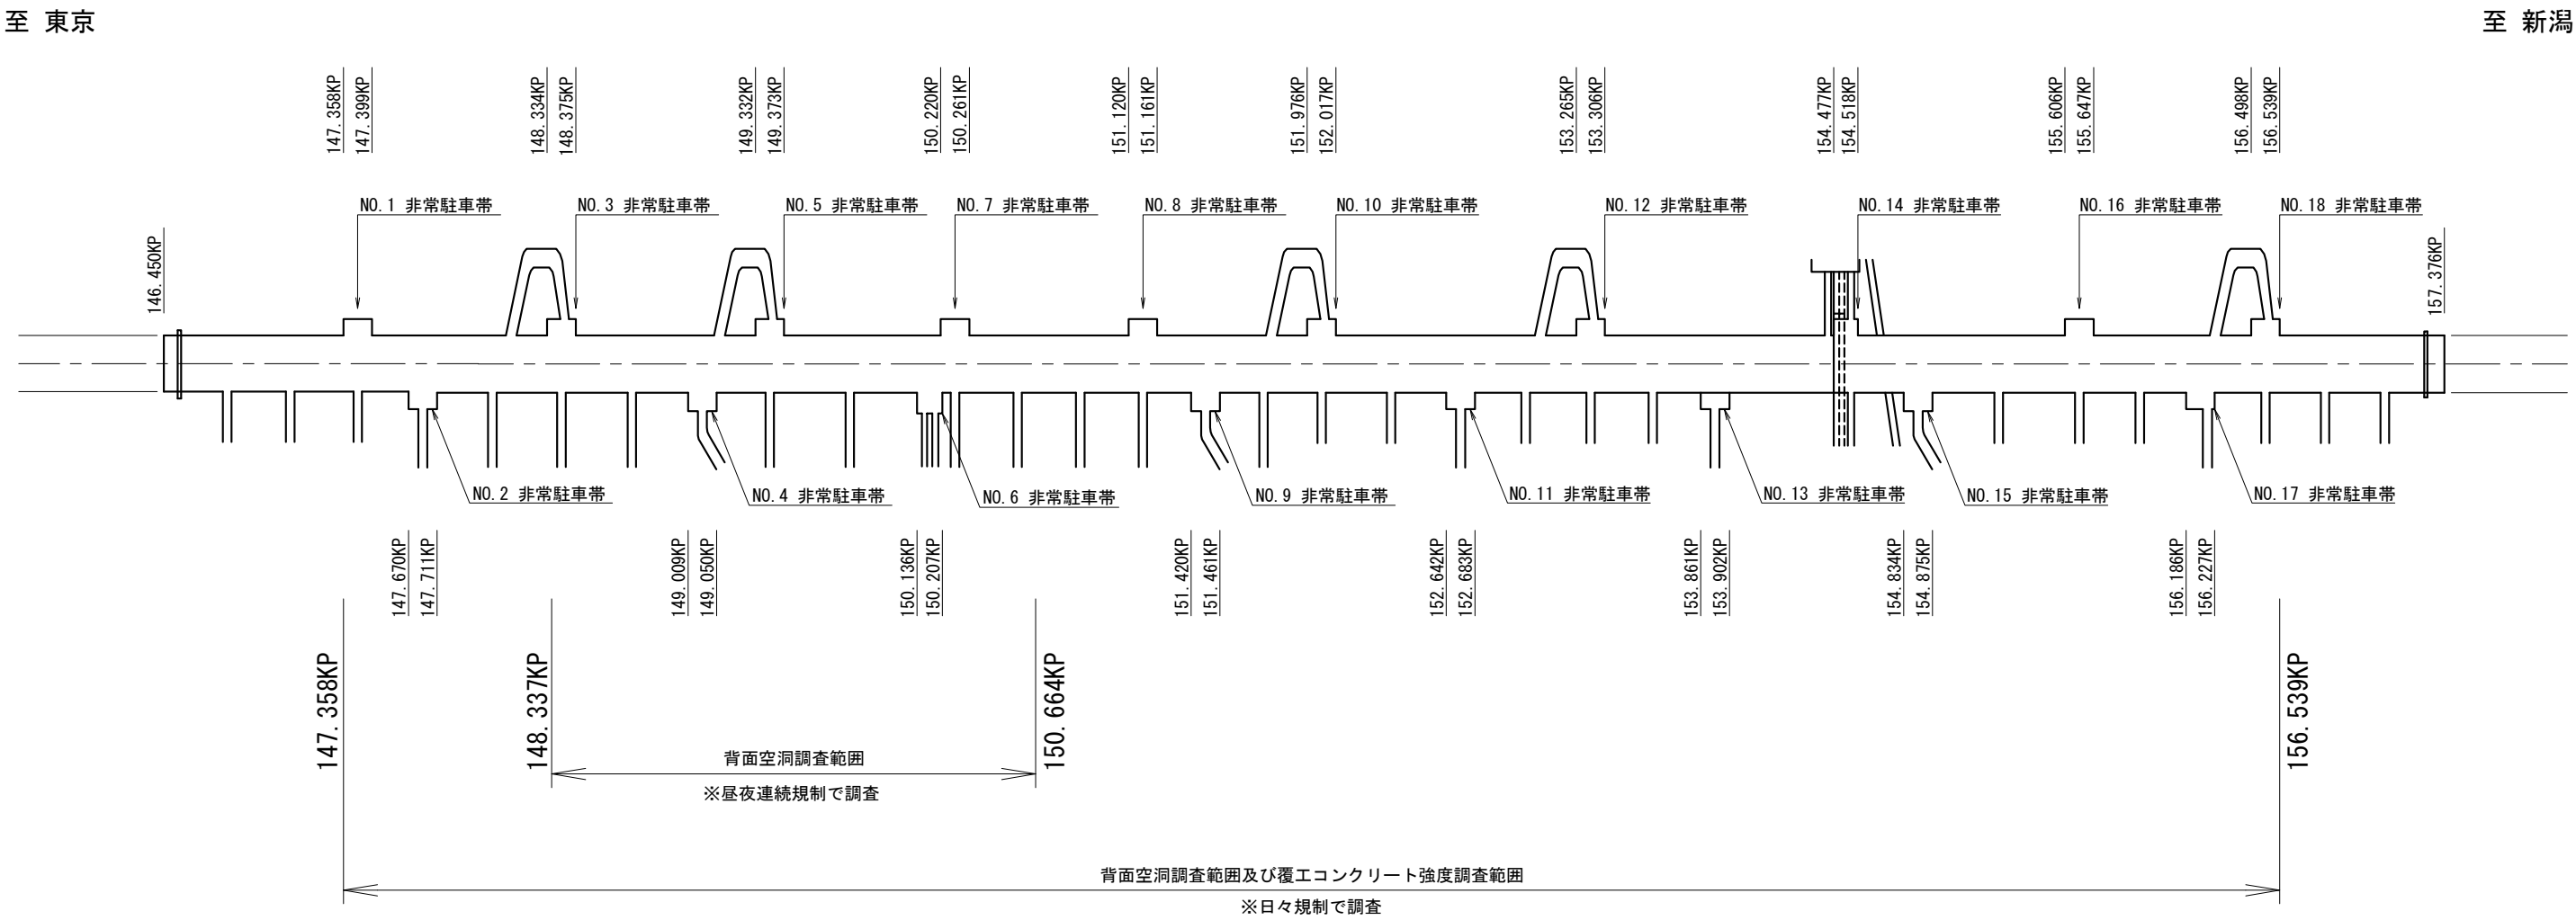 至 東京
至 新潟
147.358KP
147.399KP
148.334KP
148.375KP
149.332KP
149.373KP
150.220KP
150.261KP
151.120KP
151.161KP
151.976KP
152.017KP
153.265KP
153.306KP
154.477KP
154.518KP
155.606KP
155.647KP
156.498KP
156.539KP
NO.1 非常駐車帯
NO.3 非常駐車帯
NO.5 非常駐車帯
NO.7 非常駐車帯
NO.8 非常駐車帯
NO.10 非常駐車帯
NO.12 非常駐車帯
NO.14 非常駐車帯
NO.16 非常駐車帯
NO.18 非常駐車帯
146.450KP
157.376KP
NO.2 非常駐車帯
NO.4 非常駐車帯
NO.6 非常駐車帯
NO.9 非常駐車帯
NO.11 非常駐車帯
NO.13 非常駐車帯
NO.15 非常駐車帯
NO.17 非常駐車帯
147.670KP
147.711KP
149.009KP
149.050KP
150.136KP
150.207KP
151.420KP
151.461KP
152.642KP
152.683KP
153.861KP
153.902KP
154.834KP
154.875KP
156.186KP
156.227KP
147.358KP
148.337KP
150.664KP
156.539KP
背面空洞調査範囲
※昼夜連続規制で調査
背面空洞調査範囲及び覆工コンクリート強度調査範囲
※日々規制で調査